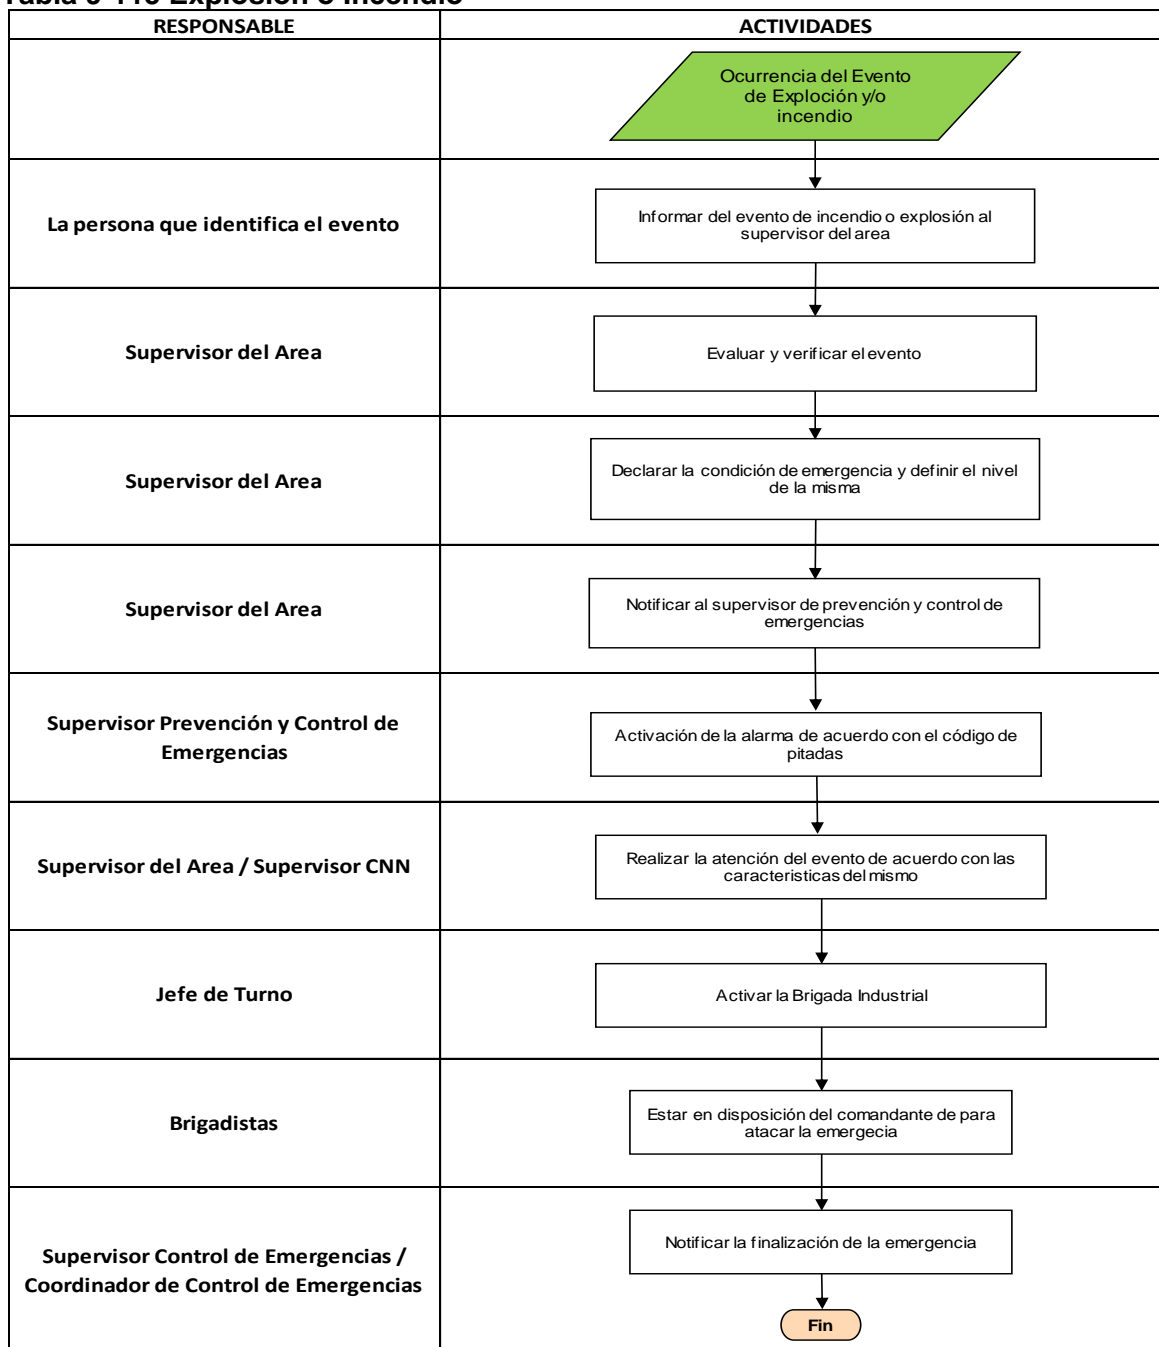 RESPONSABLE
ACTIVIDADES
Ocurrencia del Evento
de Exploción y/o
incendio
La persona que identifica el evento
Informar del evento de incendio o explosión al
supervisor del area
Supervisor del Area
Evaluar y verificar el evento
Supervisor del Area
Declarar la condición de emergencia y definir el nivel
de la misma
Supervisor del Area
Notificar al supervisor de prevención y control de
emergencias
Supervisor Prevención y Control de
Emergencias
Activación de la alarma de acuerdo con el código de
pitadas
Supervisor del Area / Supervisor CNN
Realizar la atención del evento de acuerdo con las
caracteristicas del mismo
Jefe de Turno
Activar la Brigada Industrial
Brigadistas
Estar en disposición del comandante de para
atacar la emergecia
Supervisor Control de Emergencias /
Coordinador de Control de Emergencias
Notificar la finalización de la emergencia
Fin